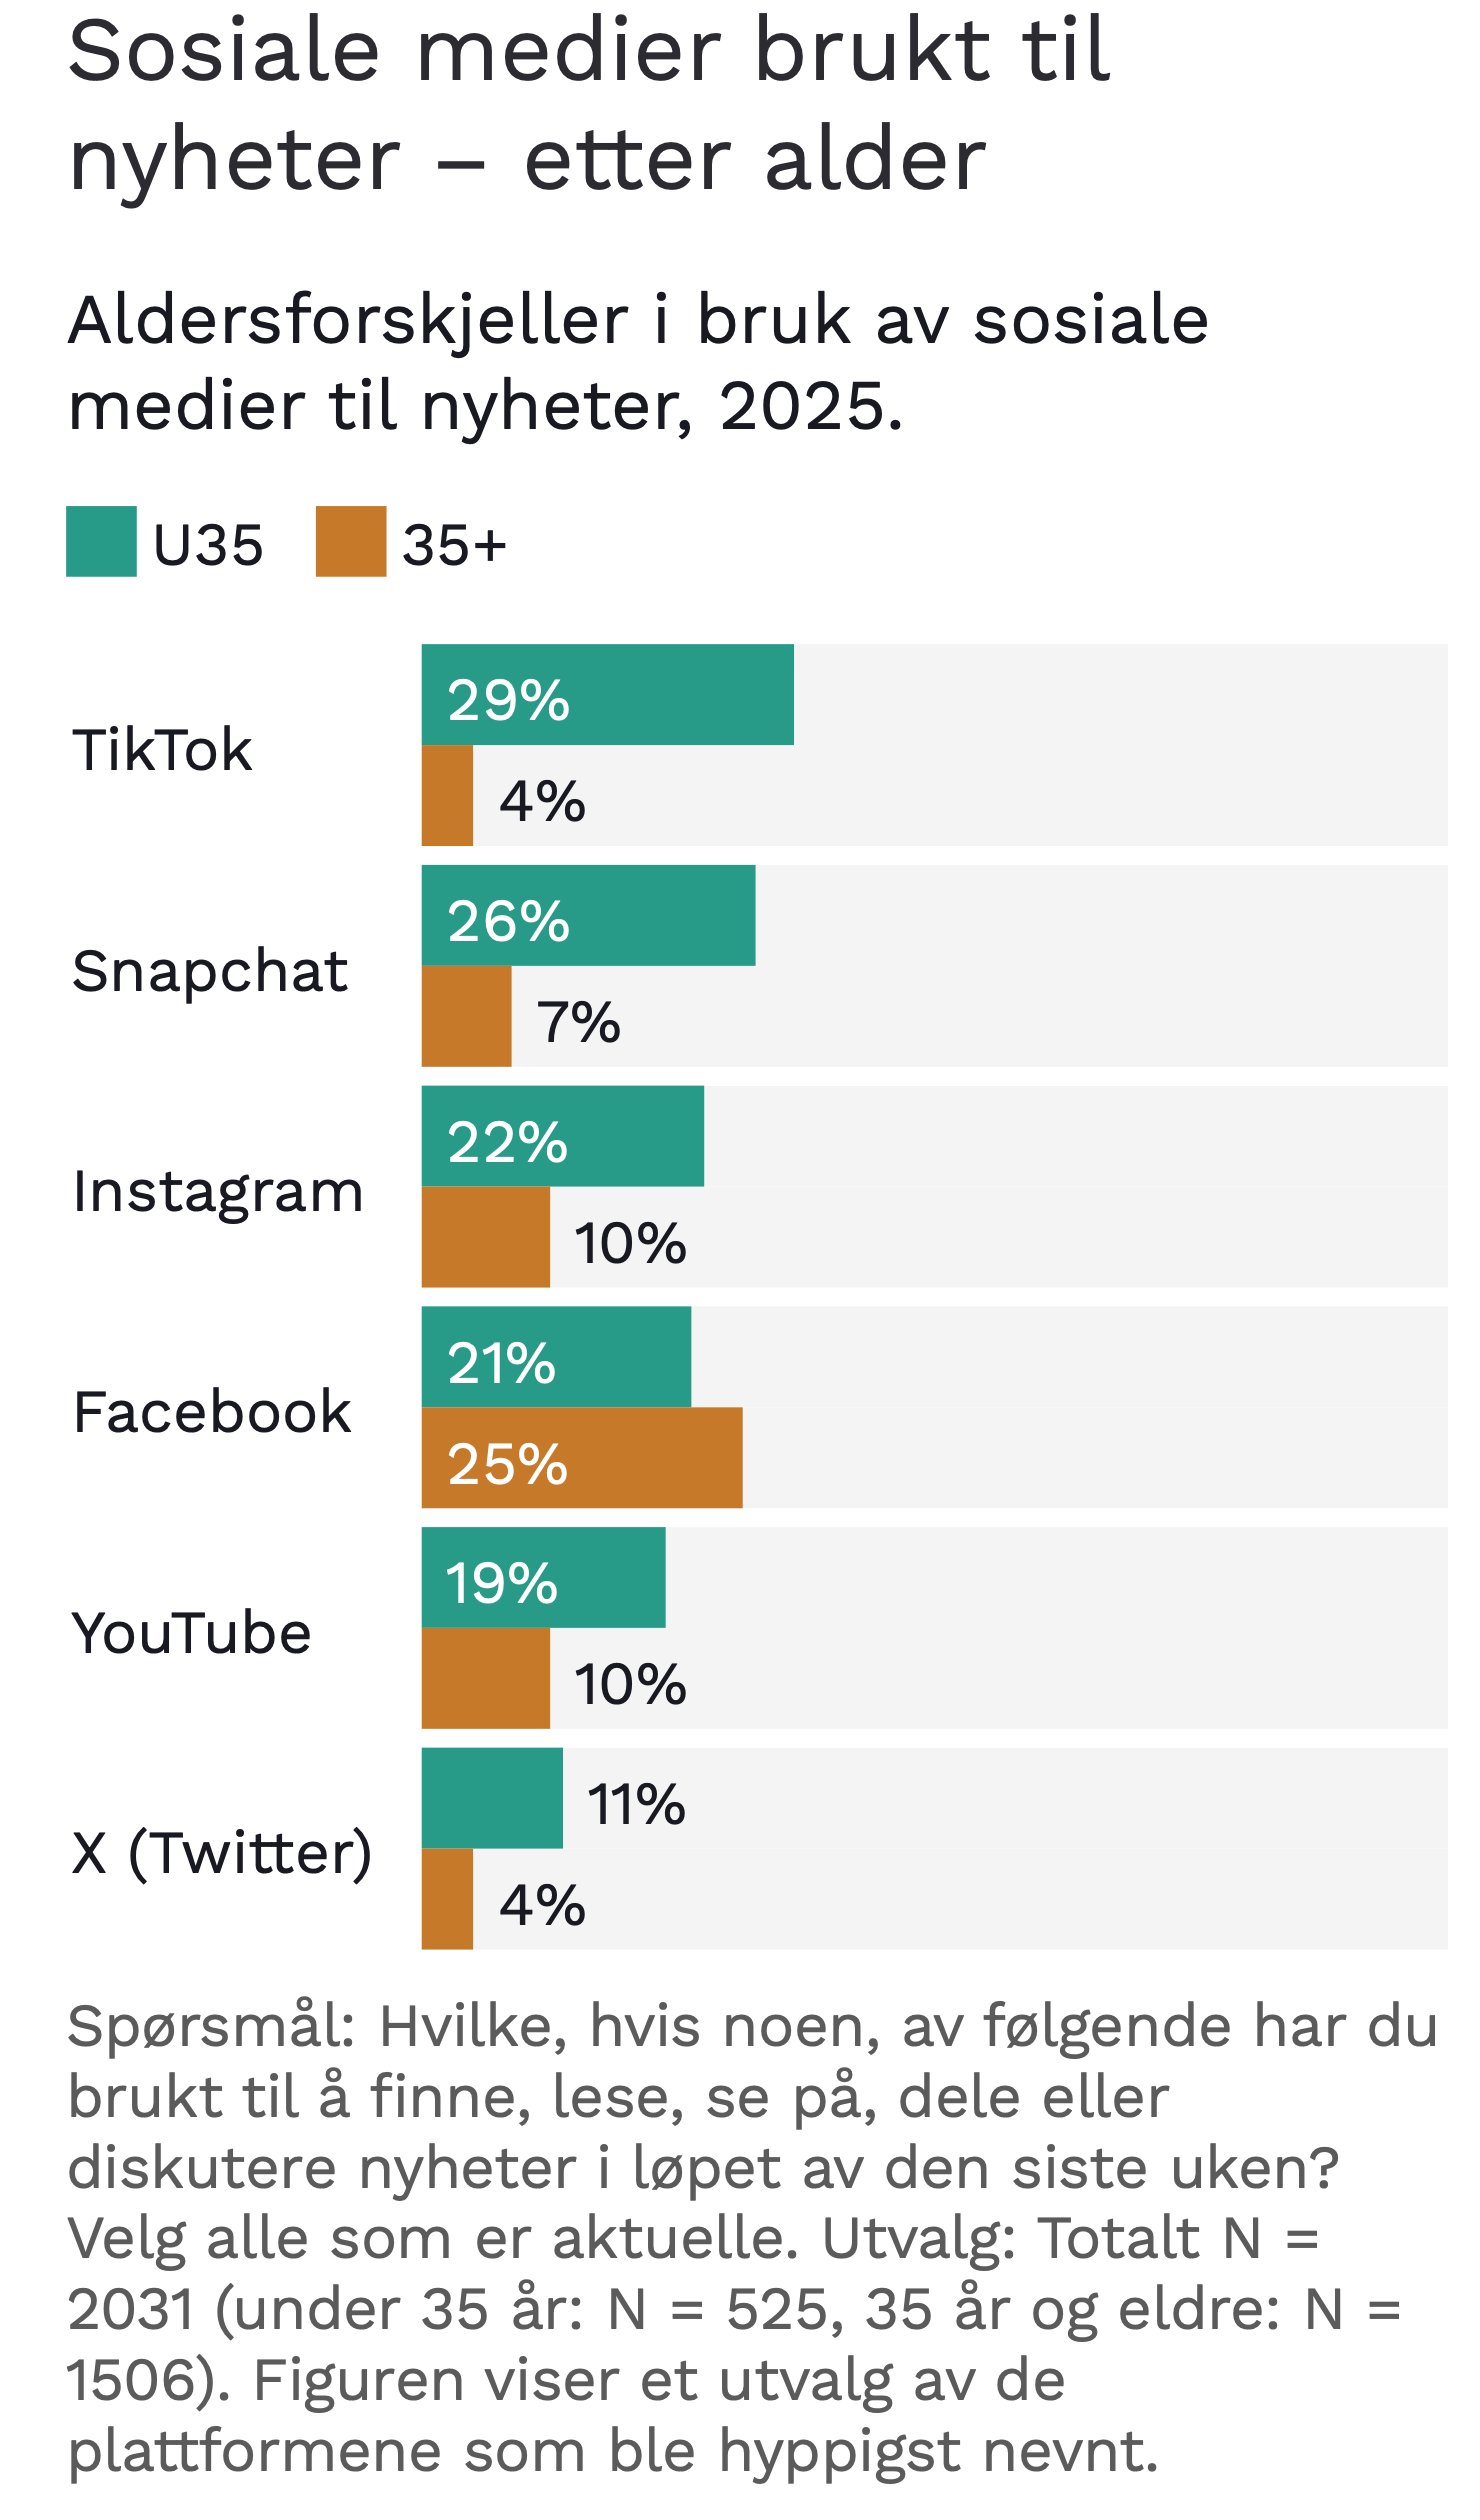 Sosiale medier brukt til
nyheter – etter alder
Aldersforskjeller i bruk av sosiale
medier til nyheter, 2025.
U35 35+
TikTok
29%
4%
Snapchat
26%
7%
Instagram
22%
10%
Facebook
21%
25%
YouTube
19%
10%
X (Twitter)
11%
4%
Spørsmål: Hvilke, hvis noen, av følgende har du
brukt til å finne, lese, se på, dele eller
diskutere nyheter i løpet av den siste uken?
Velg alle som er aktuelle. Utvalg: Totalt N =
2031 (under 35 år: N = 525, 35 år og eldre: N =
1506). Figuren viser et utvalg av de
plattformene som ble hyppigst nevnt.